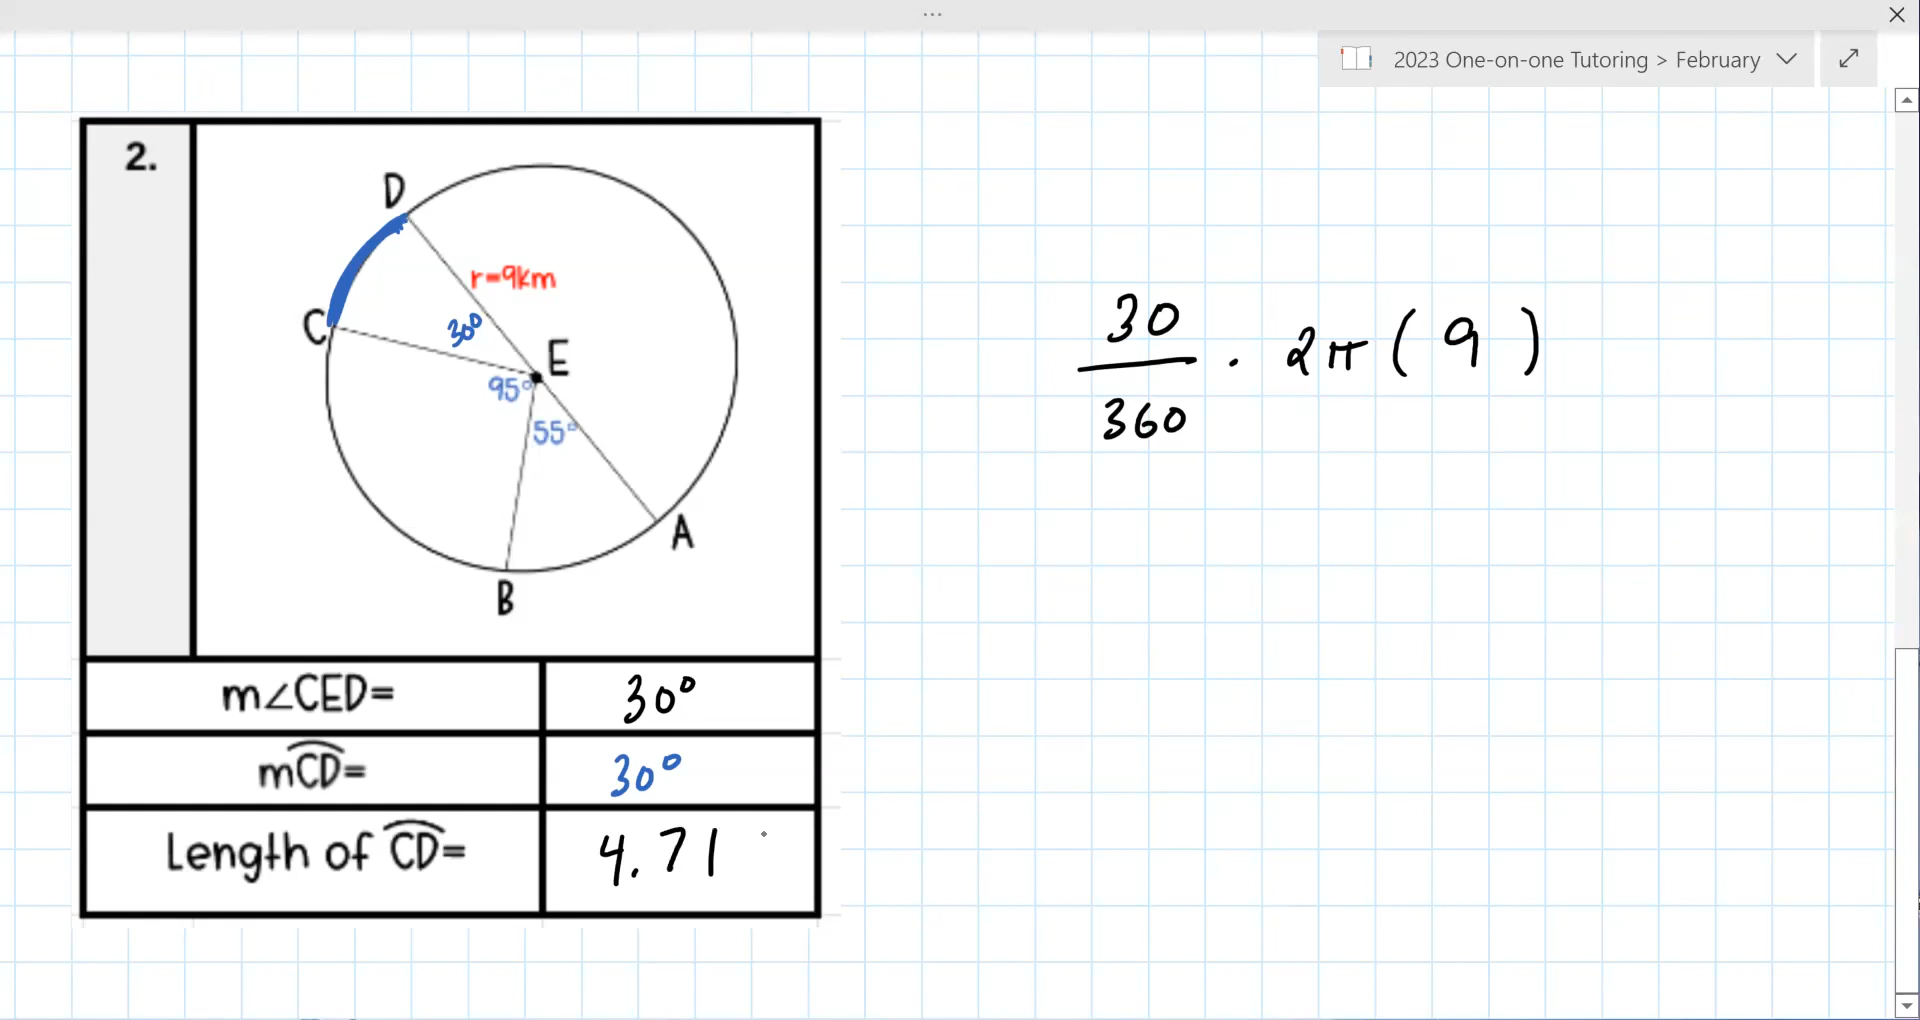 ...
2023 One-on-one Tutoring > February
2.
D
r=9km
C
30°
E
95°
55°
A
B
30
360
· 2π ( 9 )
m∠CED=
30°
mCD=
30°
Length of CD=
4.71